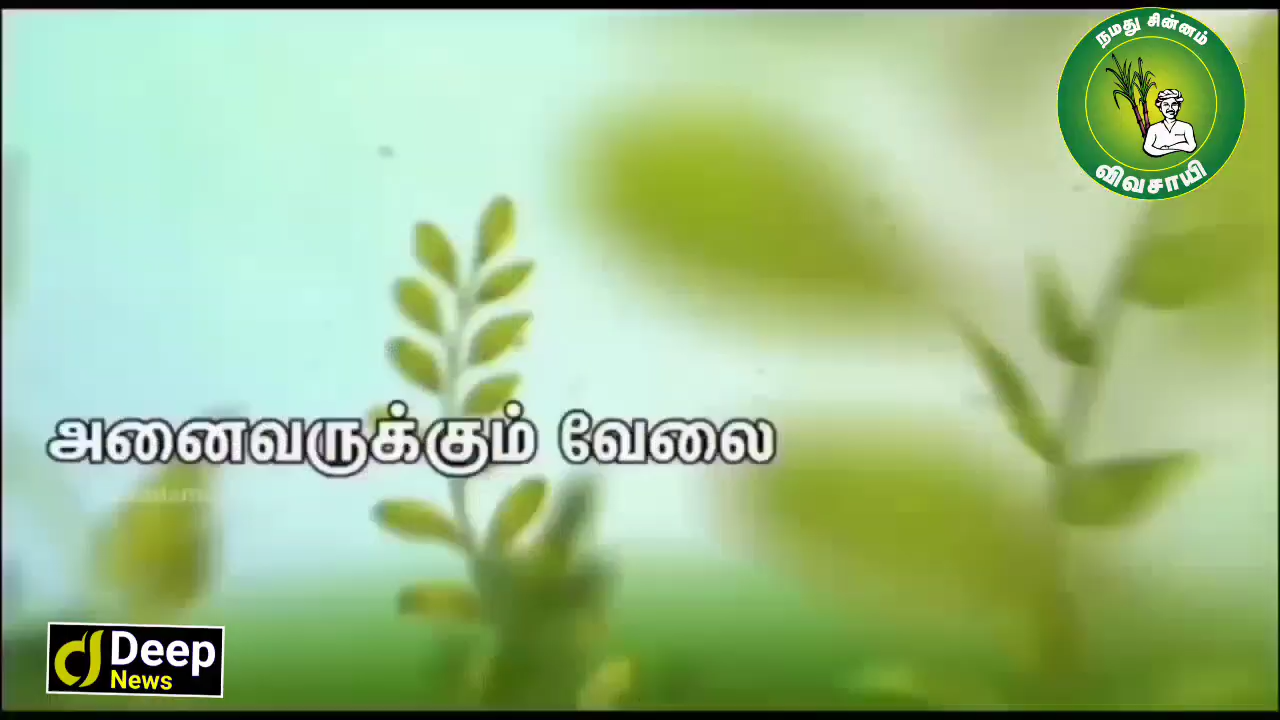 நமது சின்னம்
விவசாயி
அனைவருக்கும் வேலை
Deep
News